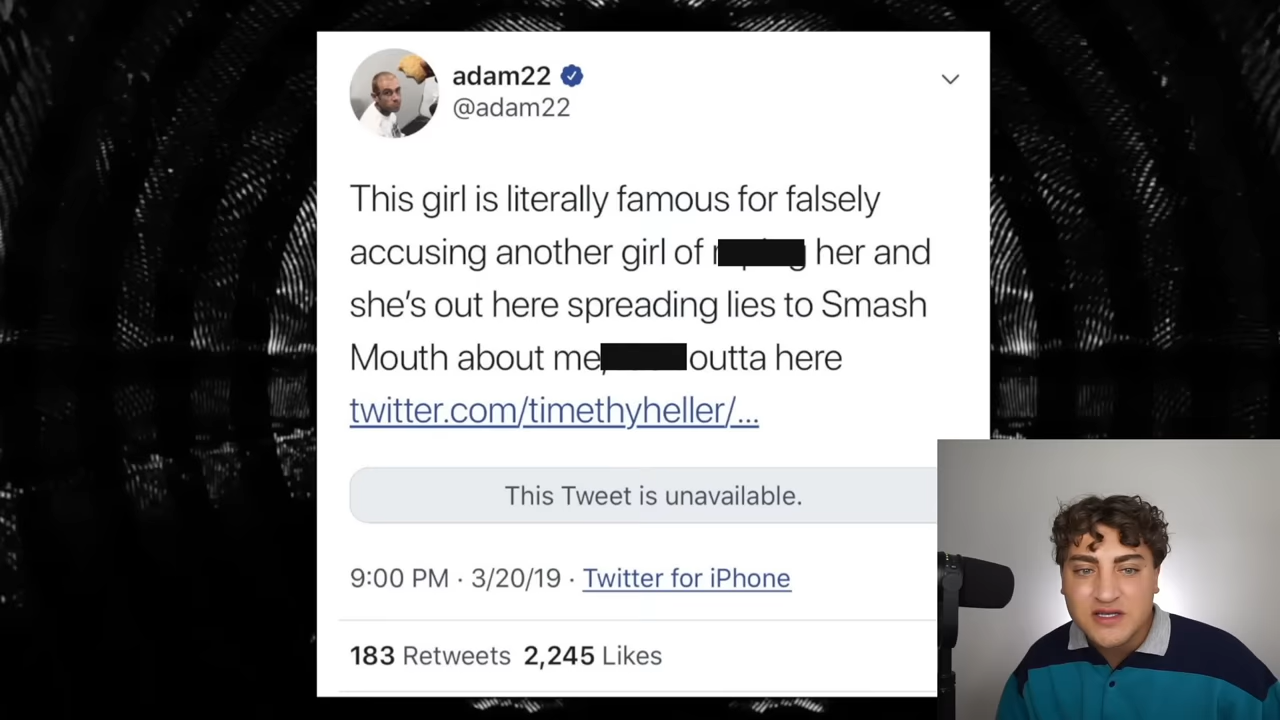 adam22
@adam22
This girl is literally famous for falsely
accusing another girl of her and
she's out here spreading lies to Smash
Mouth about me, outta here
twitter.com/timethyheller/...
This Tweet is unavailable.
9:00 PM · 3/20/19 · Twitter for iPhone
183 Retweets 2,245 Likes